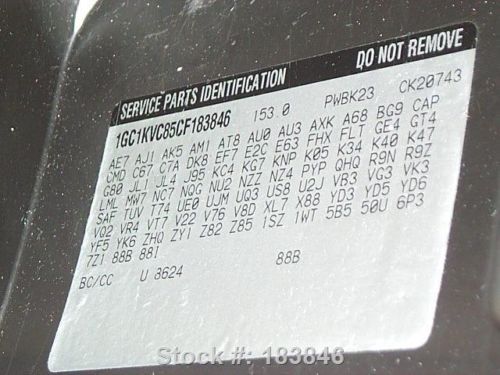 SERVICE PARTS IDENTIFICATION DO NOT REMOVE
1GC1KVC85CF183846 153.0 PWBK23 CK20743
AE7 AJ1 AK5 AM1 AT8 AU0 AU3 AXK A68 BG9 CAP
CMD C67 C7A DK8 EF7 E2C E63 FHX FLT GE4 GT4
G80 JL1 JL4 J95 KC4 KG7 KNP K05 K34 K40 K47
LML MW7 NC7 NQG NU2 NZZ NZ4 PYP QHQ R9N R9Z
SAF TUV T74 UE0 UJM UQ3 US8 U2J VB3 VG3 VK3
VQ2 VR4 VT7 V22 V76 V8D XL7 X88 YD3 YD5 YD6
YF5 YK6 ZHQ ZY1 Z82 Z85 1SZ 1WT 5B5 50U 6P3
7Z1 88B 88I
BC/CC U 8624 88B
Stock #: 183846